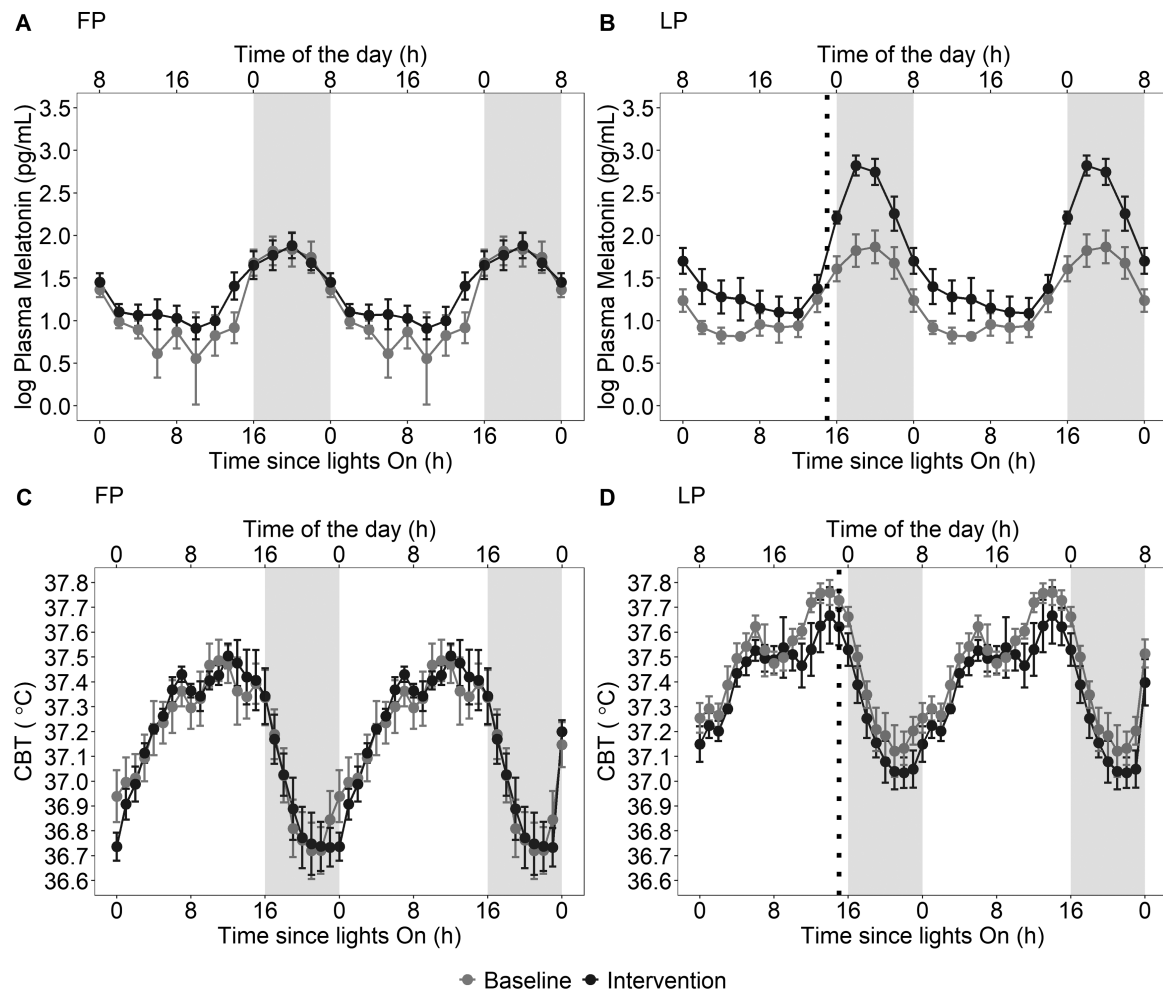 A FP
Time of the day (h)
8 16 0 8 16 0 8
log Plasma Melatonin (pg/mL)
3.5
3.0
2.5
2.0
1.5
1.0
0.5
0.0
0 8 16 0 8 16 0
Time since lights On (h)
B LP
Time of the day (h)
8 16 0 8 16 0 8
log Plasma Melatonin (pg/mL)
3.5
3.0
2.5
2.0
1.5
1.0
0.5
0.0
0 8 16 0 8 16 0
Time since lights On (h)
C FP
Time of the day (h)
0 8 16 0 8 16 0
CBT ( °C)
37.8
37.7
37.6
37.5
37.4
37.3
37.2
37.1
37.0
36.9
36.8
36.7
36.6
0 8 16 0 8 16 0
Time since lights On (h)
D LP
Time of the day (h)
8 16 0 8 16 0 8
CBT ( °C)
37.8
37.7
37.6
37.5
37.4
37.3
37.2
37.1
37.0
36.9
36.8
36.7
36.6
0 8 16 0 8 16 0
Time since lights On (h)
Baseline Intervention